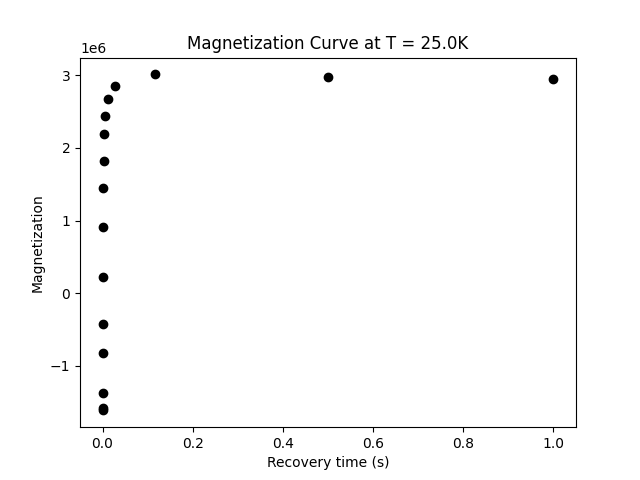 Magnetization Curve at T = 25.0K
1e6
3
2
1
0
−1
Magnetization
0.0 0.2 0.4 0.6 0.8 1.0
Recovery time (s)